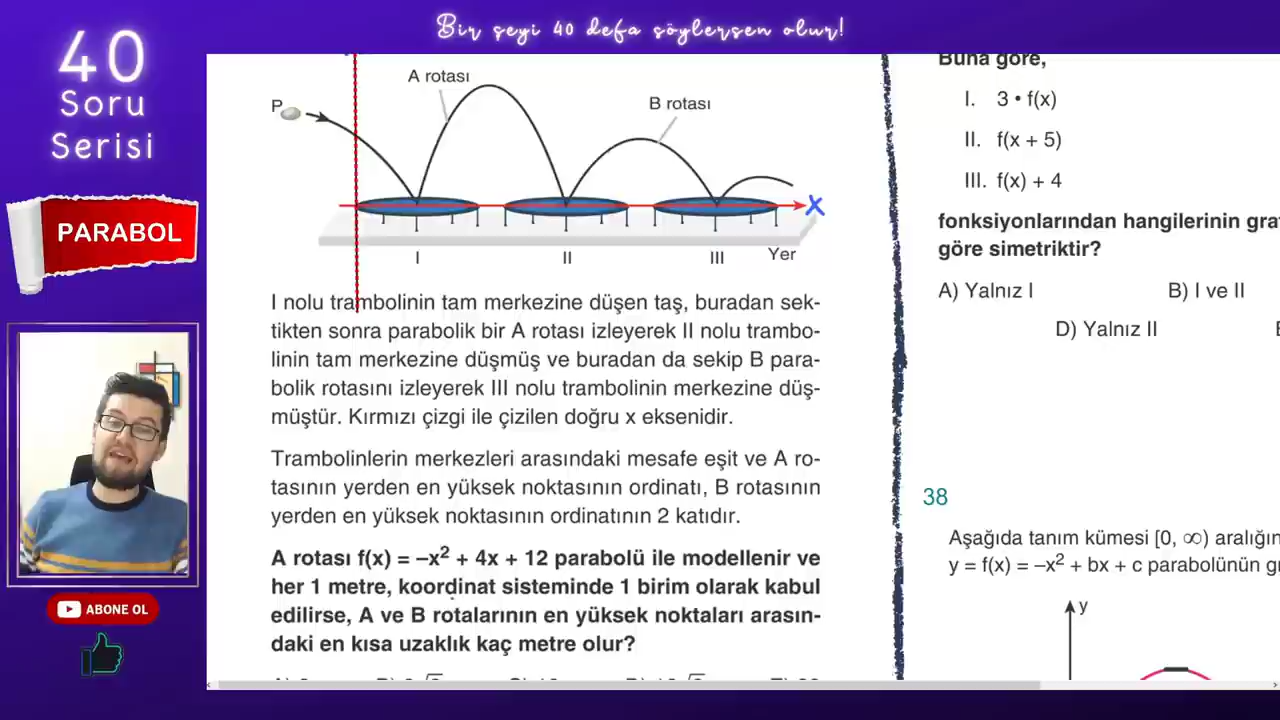 Bir şeyi 40 defa söylersen olur!
40
Soru
Serisi
PARABOL
ABONE OL
A rotası
P
B rotası
X
I
II
III
Yer
I nolu trambolinin tam merkezine düşen taş, buradan sek-
tikten sonra parabolik bir A rotası izleyerek II nolu trambo-
linin tam merkezine düşmüş ve buradan da sekip B para-
bolik rotasını izleyerek III nolu trambolinin merkezine düş-
müştür. Kırmızı çizgi ile çizilen doğru x eksenidir.
Trambolinlerin merkezleri arasındaki mesafe eşit ve A ro-
tasının yerden en yüksek noktasının ordinatı, B rotasının
yerden en yüksek noktasının ordinatının 2 katıdır.
A rotası f(x) = –x² + 4x + 12 parabolü ile modellenir ve
her 1 metre, koordinat sisteminde 1 birim olarak kabul
edilirse, A ve B rotalarının en yüksek noktaları arasın-
daki en kısa uzaklık kaç metre olur?
Buna göre,
I. 3 • f(x)
II. f(x + 5)
III. f(x) + 4
fonksiyonlarından hangilerinin gra
göre simetriktir?
A) Yalnız I B) I ve II
D) Yalnız II
38
Aşağıda tanım kümesi [0, ∞) aralığın
y = f(x) = –x² + bx + c parabolünün g
y